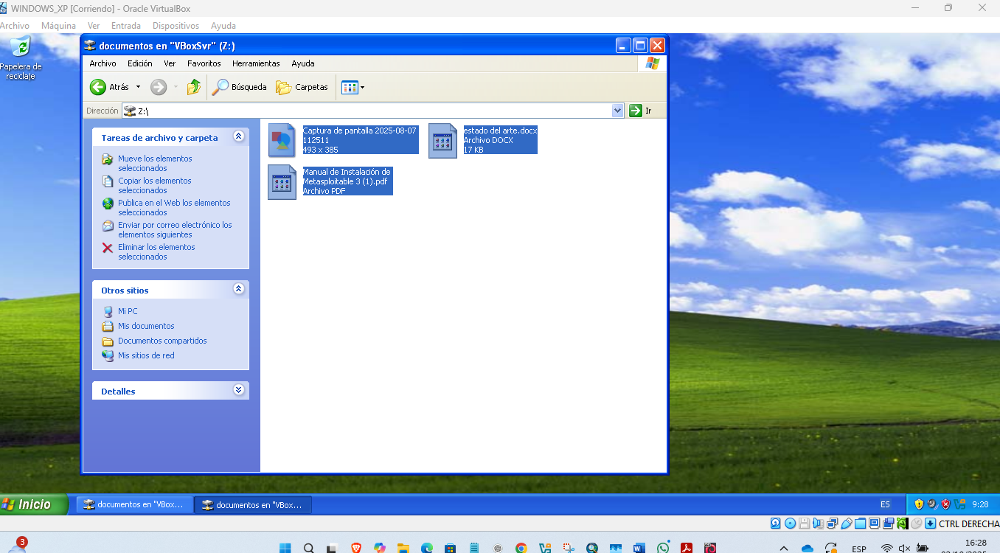 WINDOWS_XP [Corriendo] - Oracle VirtualBox
Archivo Máquina Ver Entrada Dispositivos Ayuda
Papelera de
reciclaje
documentos en "VBoxSvr" (Z:)
Archivo Edición Ver Favoritos Herramientas Ayuda
Atrás Búsqueda Carpetas
Dirección Z:\ Ir
Tareas de archivo y carpeta
Mueve los elementos
seleccionados
Copiar los elementos
seleccionados
Publica en el Web los elementos
seleccionados
Enviar por correo electrónico los
elementos siguientes
Eliminar los elementos
seleccionados
Otros sitios
Mi PC
Mis documentos
Documentos compartidos
Mis sitios de red
Detalles
Captura de pantalla 2025-08-07
112511
493 x 385
estado del arte.docx
Archivo DOCX
17 KB
Manual de Instalación de
Metasploitable 3 (1).pdf
Archivo PDF
Inicio documentos en "VBox... documentos en "VBox... ES 9:28
CTRL DERECHA
3
ESP 16:28